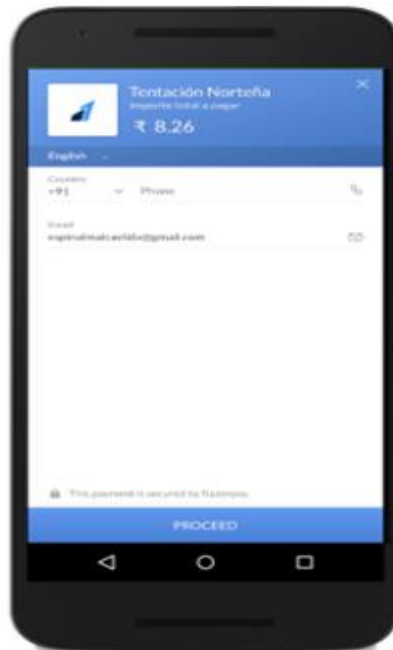 Tentación Norteña
Importe total a pagar
₹ 8.26
English
Country
+91
Phone
Email
This payment is secured by Razorpay.
PROCEED